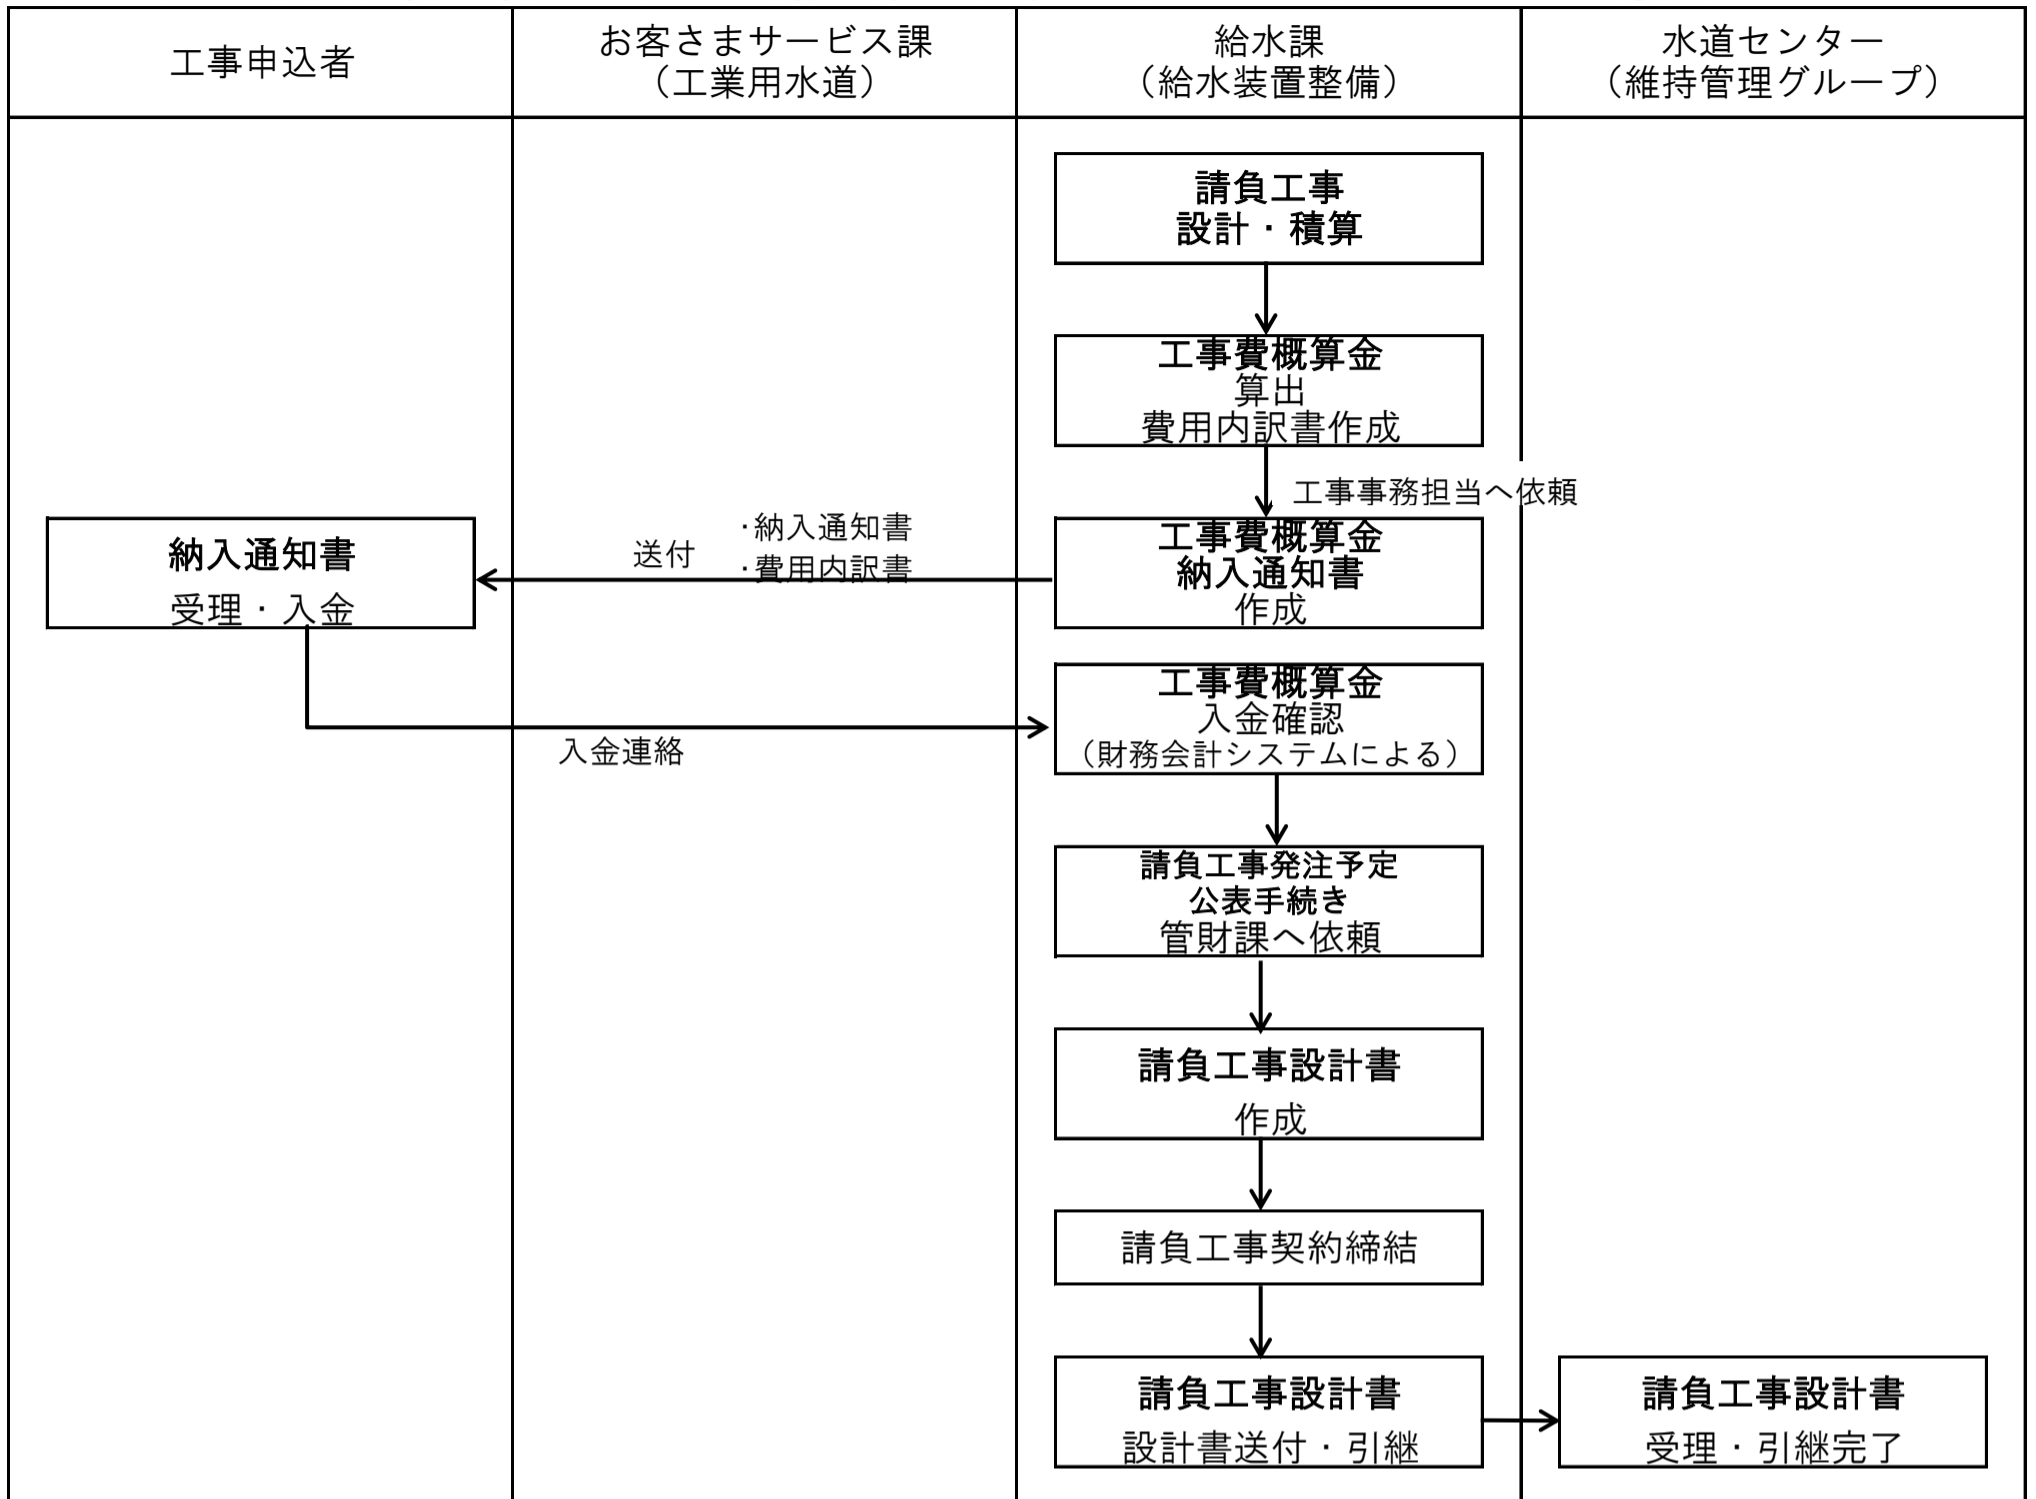 工事申込者
お客さまサービス課
（工業用水道）
給水課
（給水装置整備）
水道センター
（維持管理グループ）
請負工事
設計・積算
工事費概算金
算出
費用内訳書作成
工事事務担当へ依頼
納入通知書
受理・入金
送付
・納入通知書
・費用内訳書
工事費概算金
納入通知書
作成
工事費概算金
入金確認
（財務会計システムによる）
入金連絡
請負工事発注予定
公表手続き
管財課へ依頼
請負工事設計書
作成
請負工事契約締結
請負工事設計書
設計書送付・引継
請負工事設計書
受理・引継完了